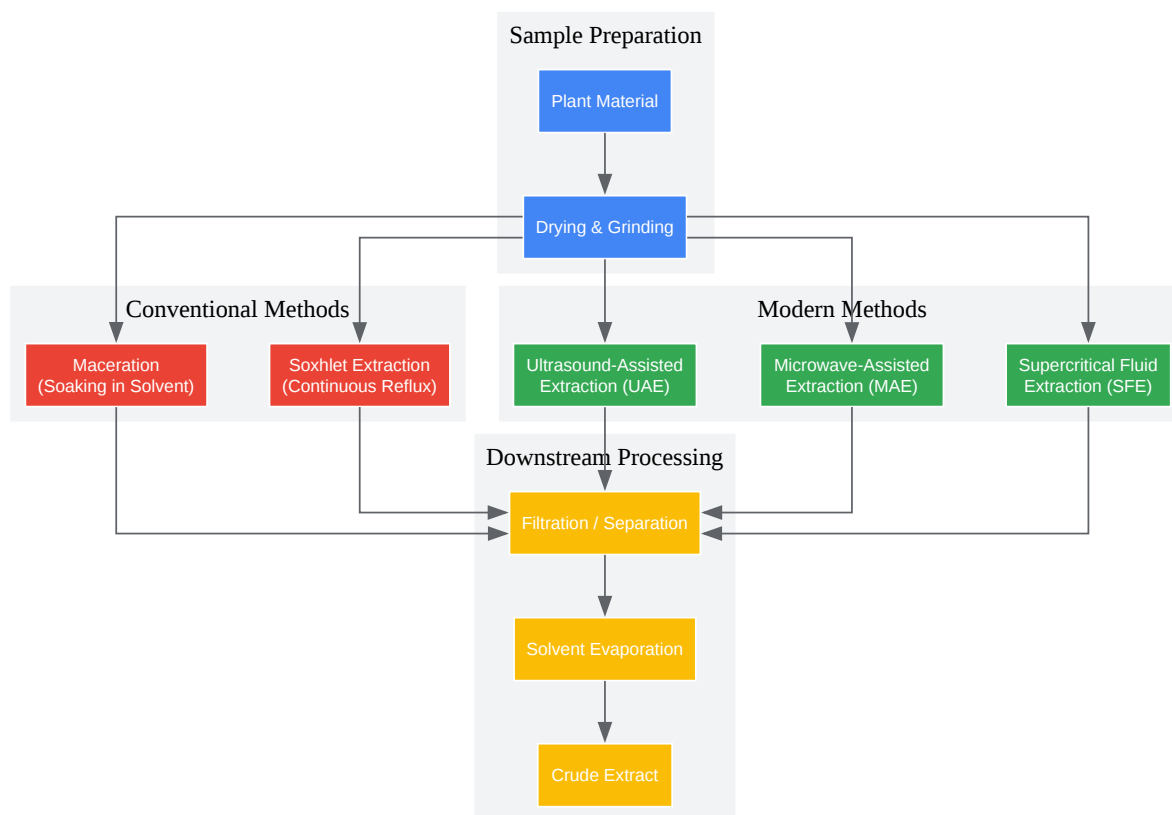 Sample Preparation
Plant Material
Drying & Grinding
Conventional Methods
Modern Methods
Maceration
(Soaking in Solvent)
Soxhlet Extraction
(Continuous Reflux)
Ultrasound-Assisted
Extraction (UAE)
Microwave-Assisted
Extraction (MAE)
Supercritical Fluid
Extraction (SFE)
Downstream Processing
Filtration / Separation
Solvent Evaporation
Crude Extract